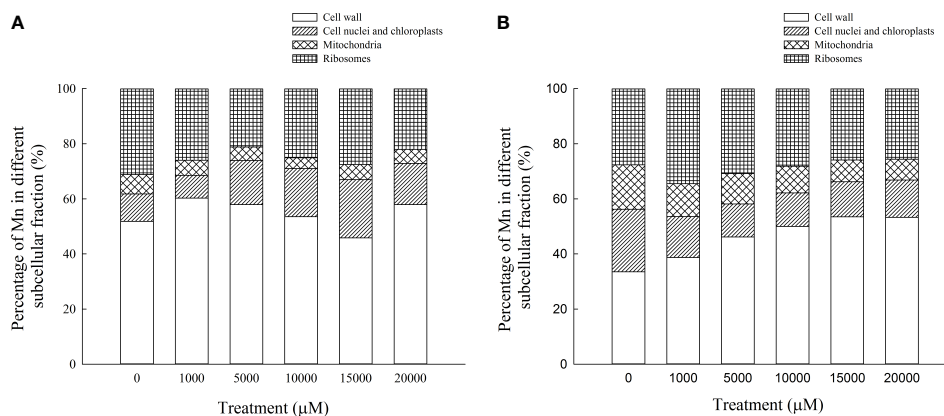 A
Cell wall
Cell nuclei and chloroplasts
Mitochondria
Ribosomes
100
80
60
40
20
0
Percentage of Mn in different
subcellular fraction (%)
0 1000 5000 10000 15000 20000
Treatment (μM)
B
Cell wall
Cell nuclei and chloroplasts
Mitochondria
Ribosomes
100
80
60
40
20
0
Percentage of Mn in different
subcellular fraction (%)
0 1000 5000 10000 15000 20000
Treatment (μM)